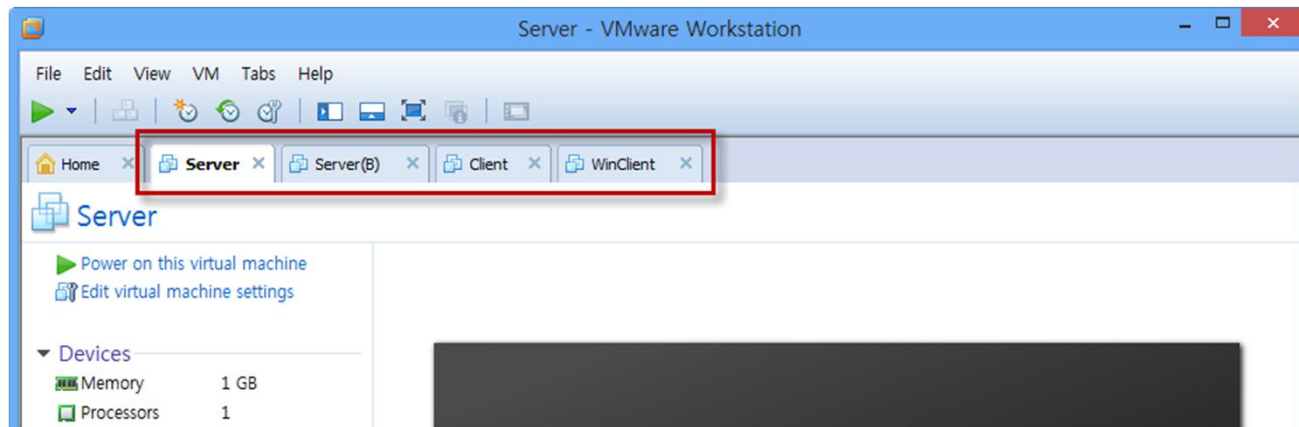 Server - VMware Workstation
File Edit View VM Tabs Help
Home Server Server(B) Client WinClient
Server
Power on this virtual machine
Edit virtual machine settings
Devices
Memory 1 GB
Processors 1